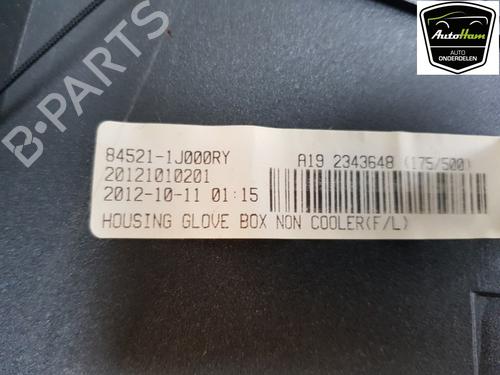 AutoHam
AUTO
ONDERDELEN
B-PARTS
84521-1J000RY
A19 2343648 (175/500)
20121010201
2012-10-11 01:15
HOUSING GLOVE BOX NON COOLER(F/L)